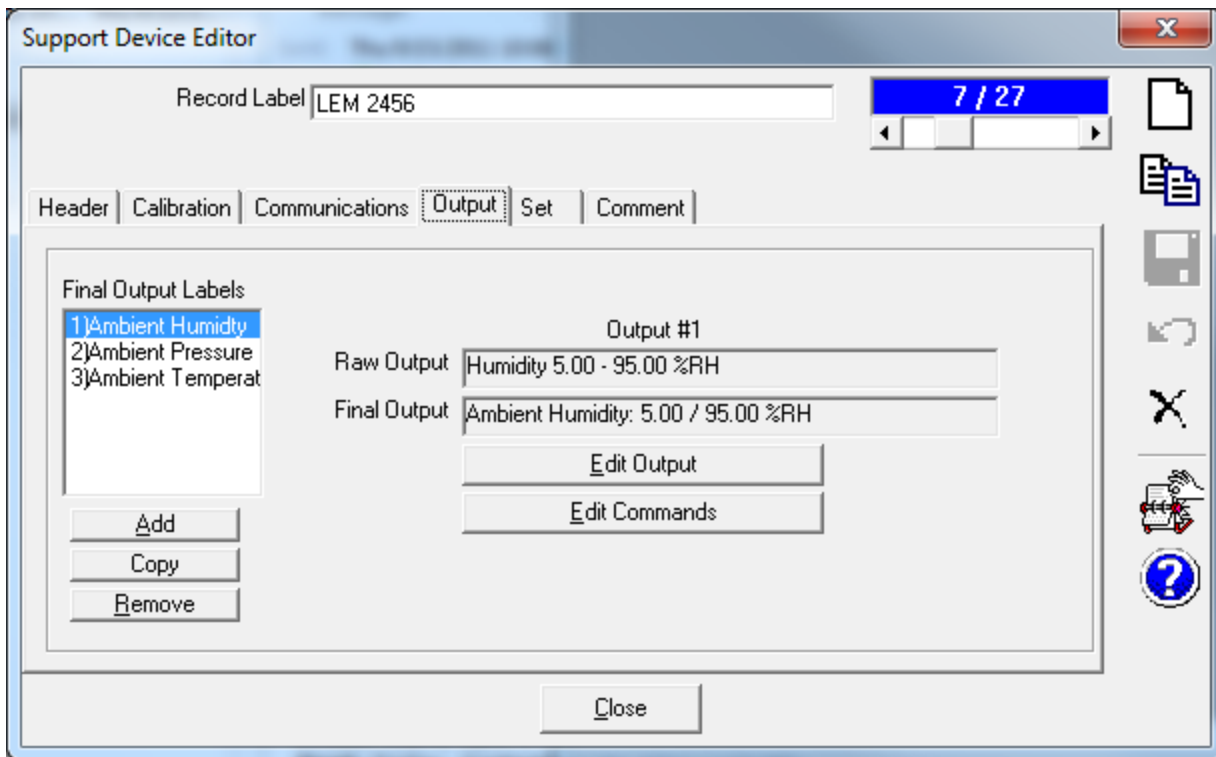 Support Device Editor
Record Label LEM 2456
7 / 27
Header Calibration Communications Output Set Comment
Final Output Labels
1)Ambient Humidty
2)Ambient Pressure
3)Ambient Temperat
Output #1
Raw Output Humidity 5.00 - 95.00 %RH
Final Output Ambient Humidity: 5.00 / 95.00 %RH
Edit Output
Edit Commands
Add
Copy
Remove
Close